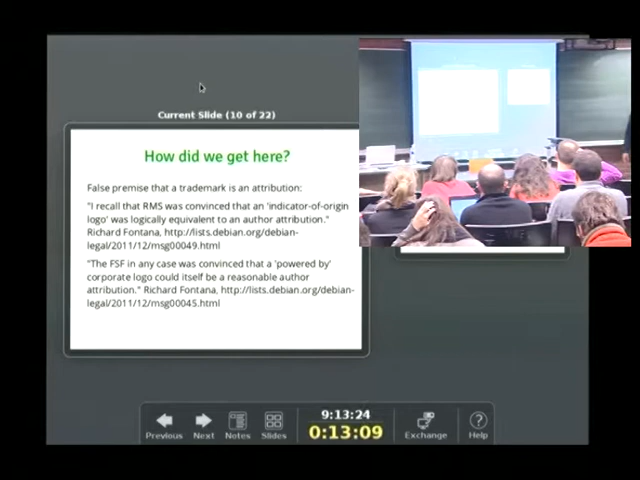 Current Slide (10 of 22)
How did we get here?
False premise that a trademark is an attribution:
"I recall that RMS was convinced that an 'indicator-of-origin
logo' was logically equivalent to an author attribution."
Richard Fontana, http://lists.debian.org/debian-
legal/2011/12/msg00049.html
"The FSF in any case was convinced that a 'powered by'
corporate logo could itself be a reasonable author
attribution." Richard Fontana, http://lists.debian.org/debian-
legal/2011/12/msg00045.html
Previous
Next
Notes
Slides
9:13:24
0:13:09
Exchange
Help